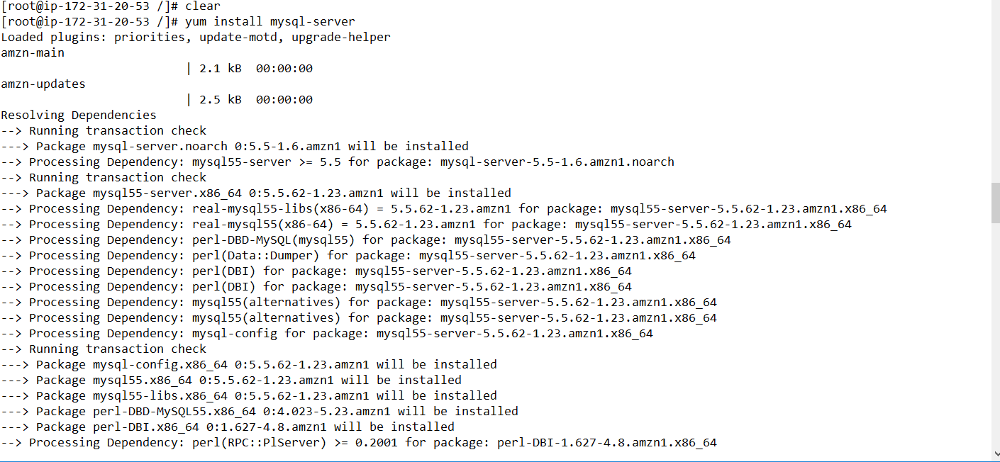 [root@ip-172-31-20-53 /]# clear
[root@ip-172-31-20-53 /]# yum install mysql-server
Loaded plugins: priorities, update-motd, upgrade-helper
amzn-main
| 2.1 kB  00:00:00
amzn-updates
| 2.5 kB  00:00:00
Resolving Dependencies
--> Running transaction check
---> Package mysql-server.noarch 0:5.5-1.6.amzn1 will be installed
--> Processing Dependency: mysql55-server >= 5.5 for package: mysql-server-5.5-1.6.amzn1.noarch
--> Running transaction check
---> Package mysql55-server.x86_64 0:5.5.62-1.23.amzn1 will be installed
--> Processing Dependency: real-mysql55-libs(x86-64) = 5.5.62-1.23.amzn1 for package: mysql55-server-5.5.62-1.23.amzn1.x86_64
--> Processing Dependency: real-mysql55(x86-64) = 5.5.62-1.23.amzn1 for package: mysql55-server-5.5.62-1.23.amzn1.x86_64
--> Processing Dependency: perl-DBD-MySQL(mysql55) for package: mysql55-server-5.5.62-1.23.amzn1.x86_64
--> Processing Dependency: perl(Data::Dumper) for package: mysql55-server-5.5.62-1.23.amzn1.x86_64
--> Processing Dependency: perl(DBI) for package: mysql55-server-5.5.62-1.23.amzn1.x86_64
--> Processing Dependency: perl(DBI) for package: mysql55-server-5.5.62-1.23.amzn1.x86_64
--> Processing Dependency: mysql55(alternatives) for package: mysql55-server-5.5.62-1.23.amzn1.x86_64
--> Processing Dependency: mysql55(alternatives) for package: mysql55-server-5.5.62-1.23.amzn1.x86_64
--> Processing Dependency: mysql-config for package: mysql55-server-5.5.62-1.23.amzn1.x86_64
--> Running transaction check
---> Package mysql-config.x86_64 0:5.5.62-1.23.amzn1 will be installed
---> Package mysql55.x86_64 0:5.5.62-1.23.amzn1 will be installed
---> Package mysql55-libs.x86_64 0:5.5.62-1.23.amzn1 will be installed
---> Package perl-DBD-MySQL55.x86_64 0:4.023-5.23.amzn1 will be installed
---> Package perl-DBI.x86_64 0:1.627-4.8.amzn1 will be installed
--> Processing Dependency: perl(RPC::PlServer) >= 0.2001 for package: perl-DBI-1.627-4.8.amzn1.x86_64